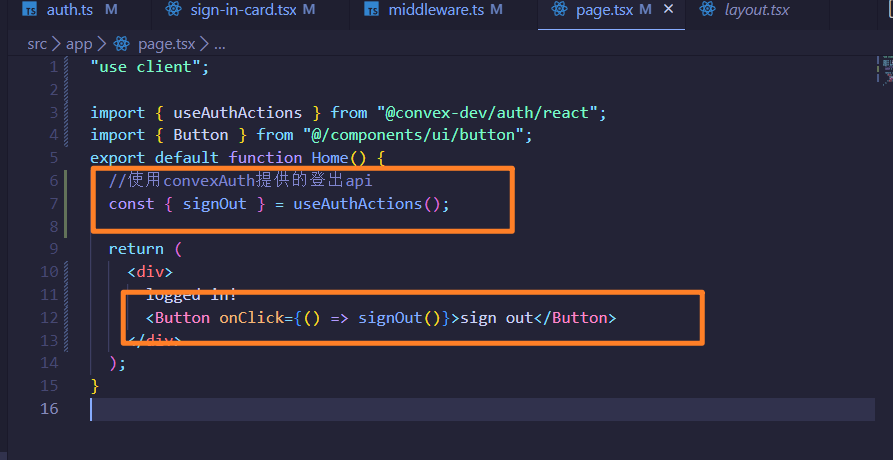 auth.ts M sign-in-card.tsx M middleware.ts M page.tsx M × layout.tsx
src > app > page.tsx > ...
1 "use client";
2
3 import { useAuthActions } from "@convex-dev/auth/react";
4 import { Button } from "@/components/ui/button";
5 export default function Home() {
6 //使用convexAuth提供的登出api
7 const { signOut } = useAuthActions();
8
9 return (
10 <div>
11 logged in!
12 <Button onClick={() => signOut()}>sign out</Button>
13 </div>
14 );
15 }
16